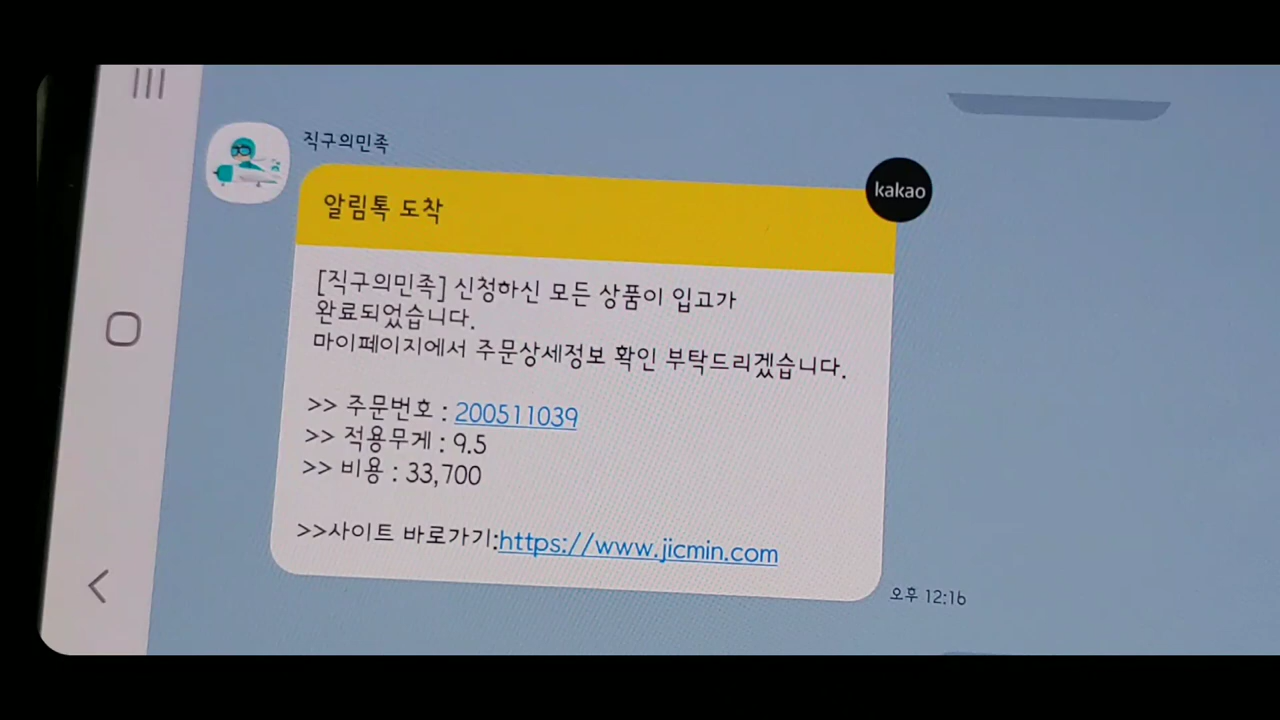 직구의민족
kakao
알림톡 도착
[직구의민족] 신청하신 모든 상품이 입고가
완료되었습니다.
마이페이지에서 주문상세정보 확인 부탁드리겠습니다.
>> 주문번호 : 200511039
>> 적용무게 : 9.5
>> 비용 : 33,700
>>사이트 바로가기:https://www.jicmin.com
오후 12:16